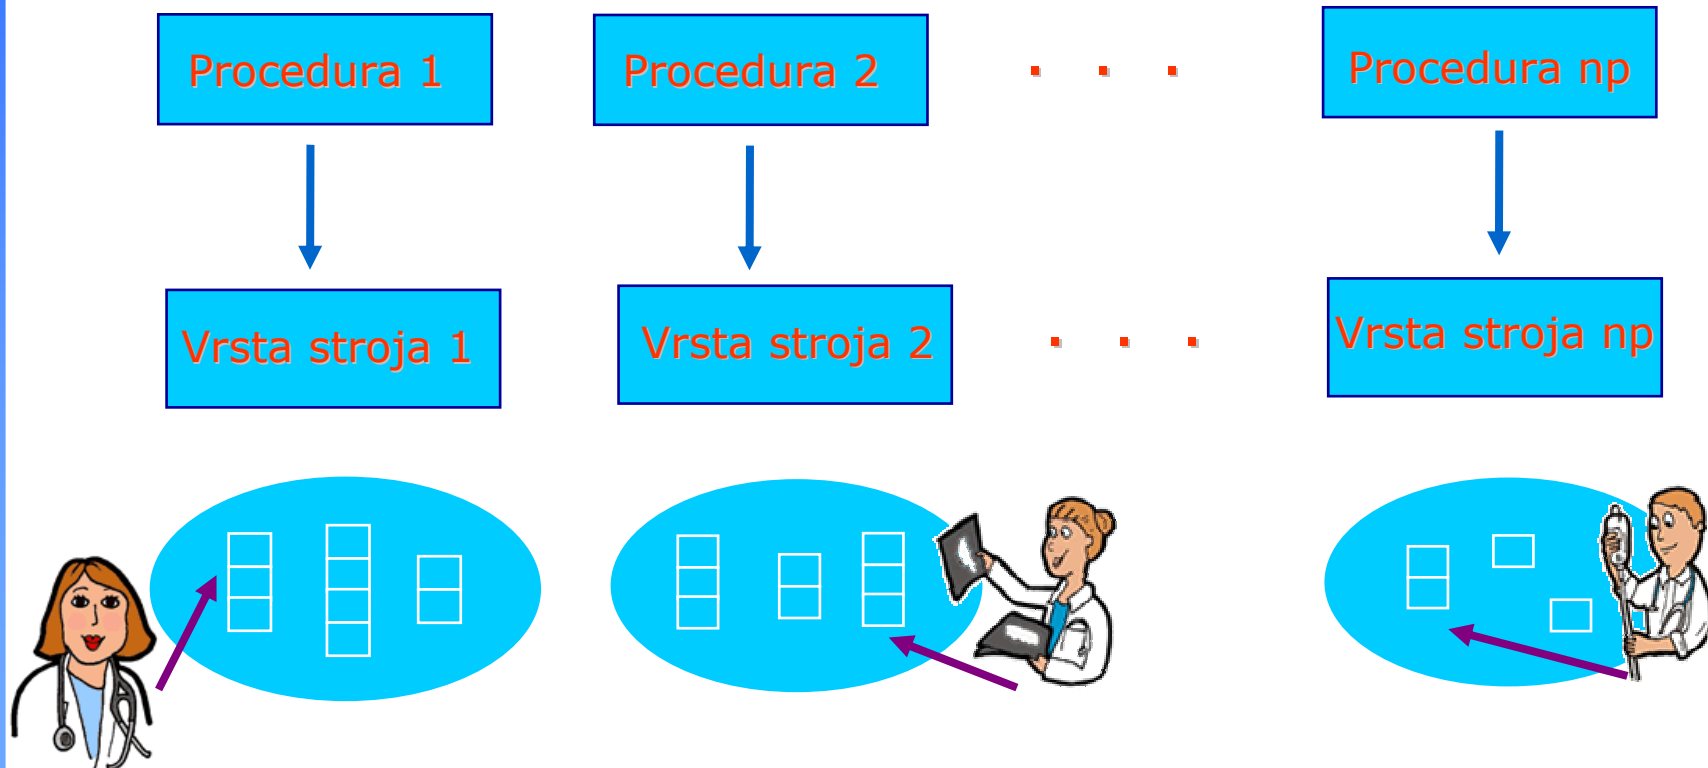 Procedura 1
Procedura 2
. . .
Procedura np
Vrsta stroja 1
Vrsta stroja 2
. . .
Vrsta stroja np